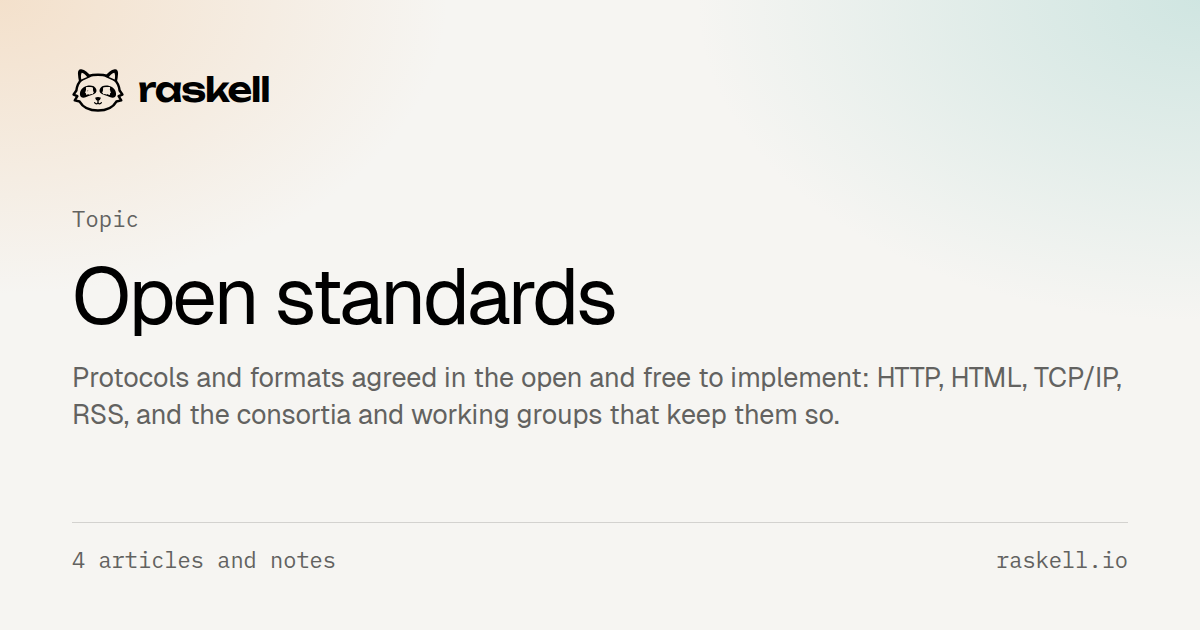 raskell
Topic
Open standards
Protocols and formats agreed in the open and free to implement: HTTP, HTML, TCP/IP,
RSS, and the consortia and working groups that keep them so.
4 articles and notes
raskell.io